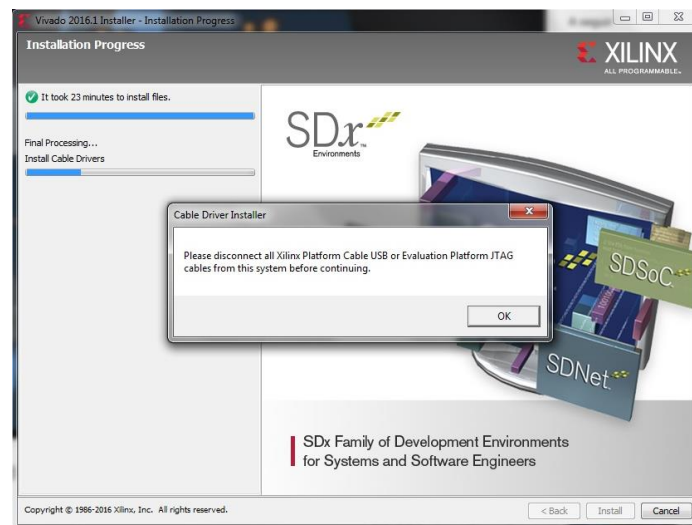 Vivado 2016.1 Installer - Installation Progress
Installation Progress
XILINX
ALL PROGRAMMABLE™
It took 23 minutes to install files.
Final Processing...
Install Cable Drivers
SDx™
Environments
Cable Driver Installer
Please disconnect all Xilinx Platform Cable USB or Evaluation Platform JTAG
cables from this system before continuing.
OK
SDSoC
SDNet
SDx Family of Development Environments
for Systems and Software Engineers
Copyright © 1986-2016 Xilinx, Inc. All rights reserved.
< Back
Install
Cancel